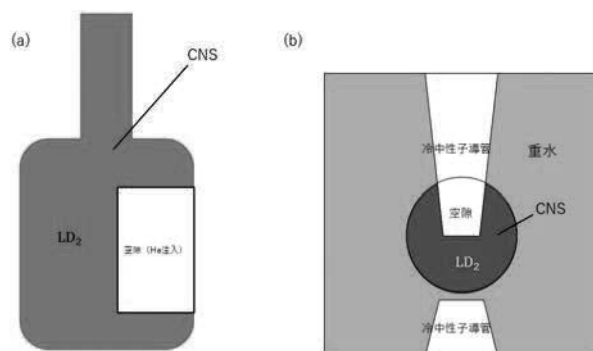 (a)
CNS
LD₂
空隙（He注入）
(b)
冷中性子導管
重水
空隙
CNS
LD₂
冷中性子導管